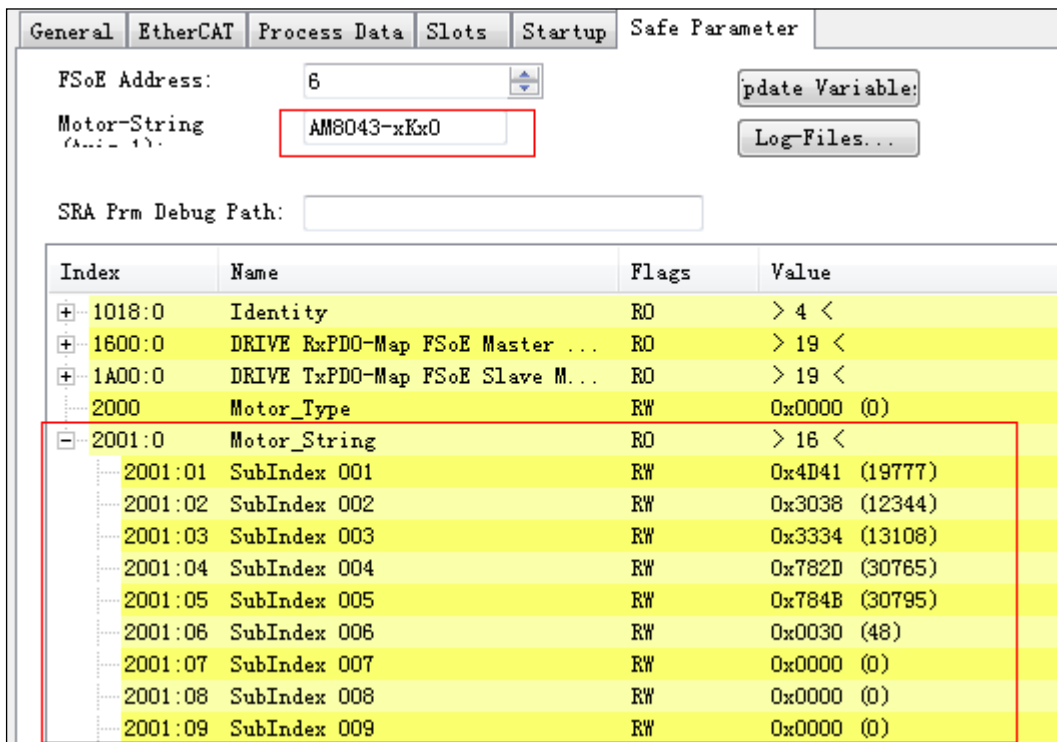 General EtherCAT Process Data Slots Startup Safe Parameter
FSoE Address: 6 pdate Variable:
Motor-String AM8043-xKx0
Log-Files...
SRA Prm Debug Path:
Index Name Flags Value
1018:0 Identity RO > 4 <
1600:0 DRIVE RxPDO-Map FSoE Master ... RO > 19 <
1A00:0 DRIVE TxPDO-Map FSoE Slave M... RO > 19 <
2000 Motor_Type RW 0x0000 (0)
2001:0 Motor_String RO > 16 <
2001:01 SubIndex 001 RW 0x4D41 (19777)
2001:02 SubIndex 002 RW 0x3038 (12344)
2001:03 SubIndex 003 RW 0x3334 (13108)
2001:04 SubIndex 004 RW 0x782D (30765)
2001:05 SubIndex 005 RW 0x784B (30795)
2001:06 SubIndex 006 RW 0x0030 (48)
2001:07 SubIndex 007 RW 0x0000 (0)
2001:08 SubIndex 008 RW 0x0000 (0)
2001:09 SubIndex 009 RW 0x0000 (0)